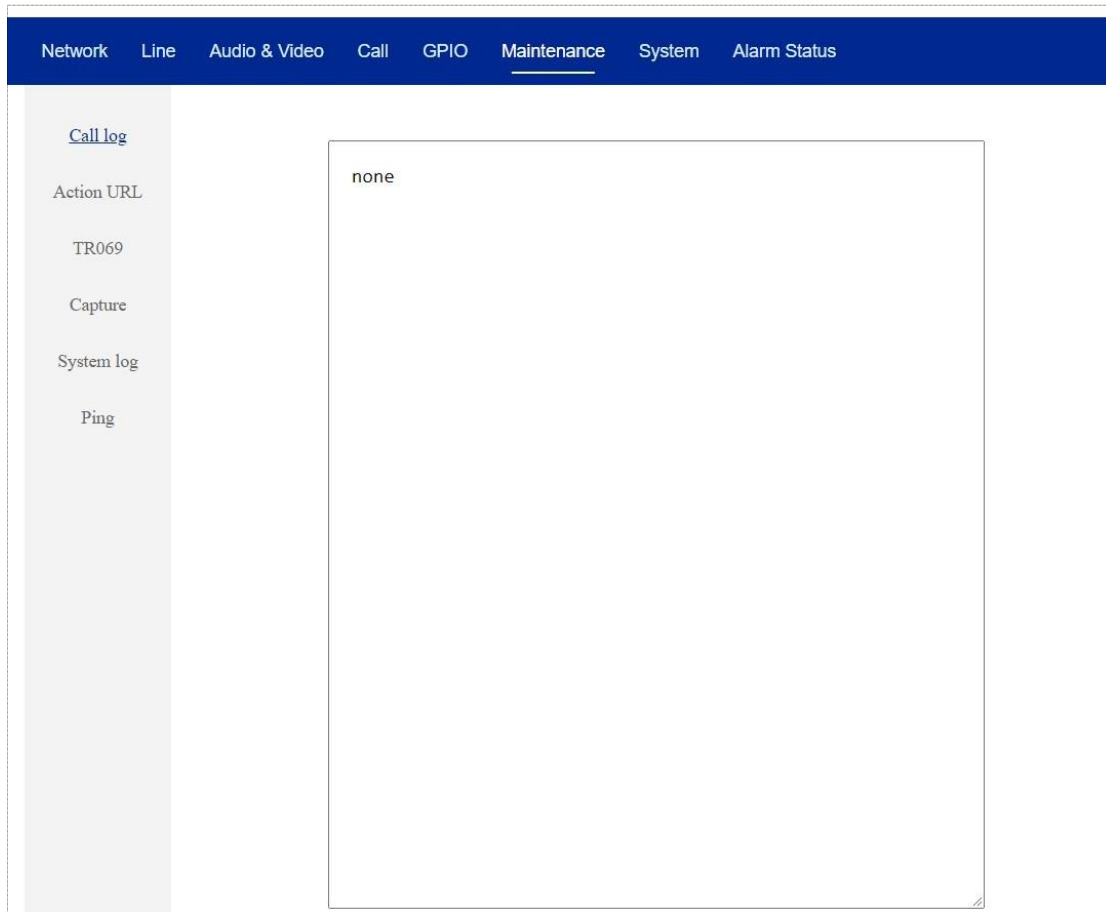 Network Line Audio & Video Call GPIO Maintenance System Alarm Status
Call log
none
Action URL
TR069
Capture
System log
Ping